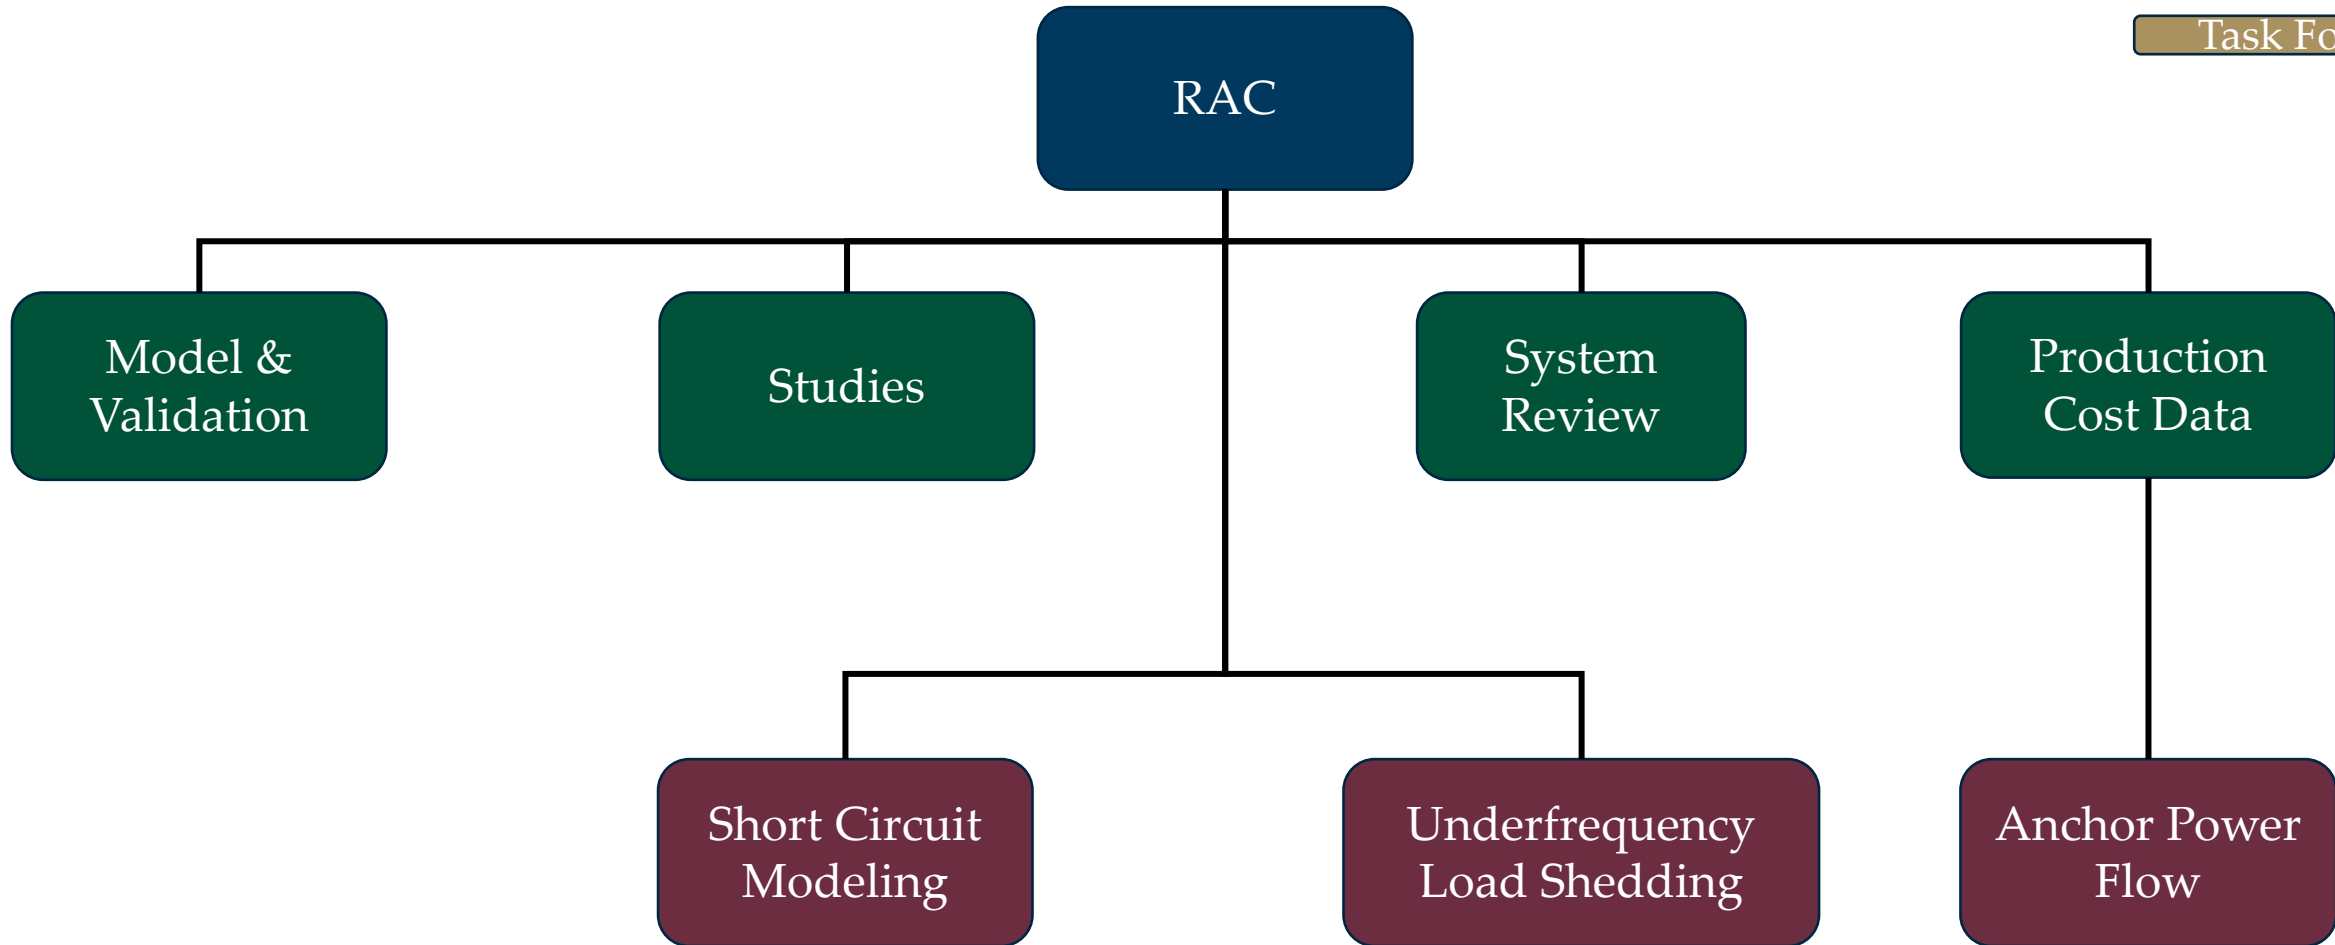 RAC
Task Fo
Model &
Validation
Studies
System
Review
Production
Cost Data
Short Circuit
Modeling
Underfrequency
Load Shedding
Anchor Power
Flow